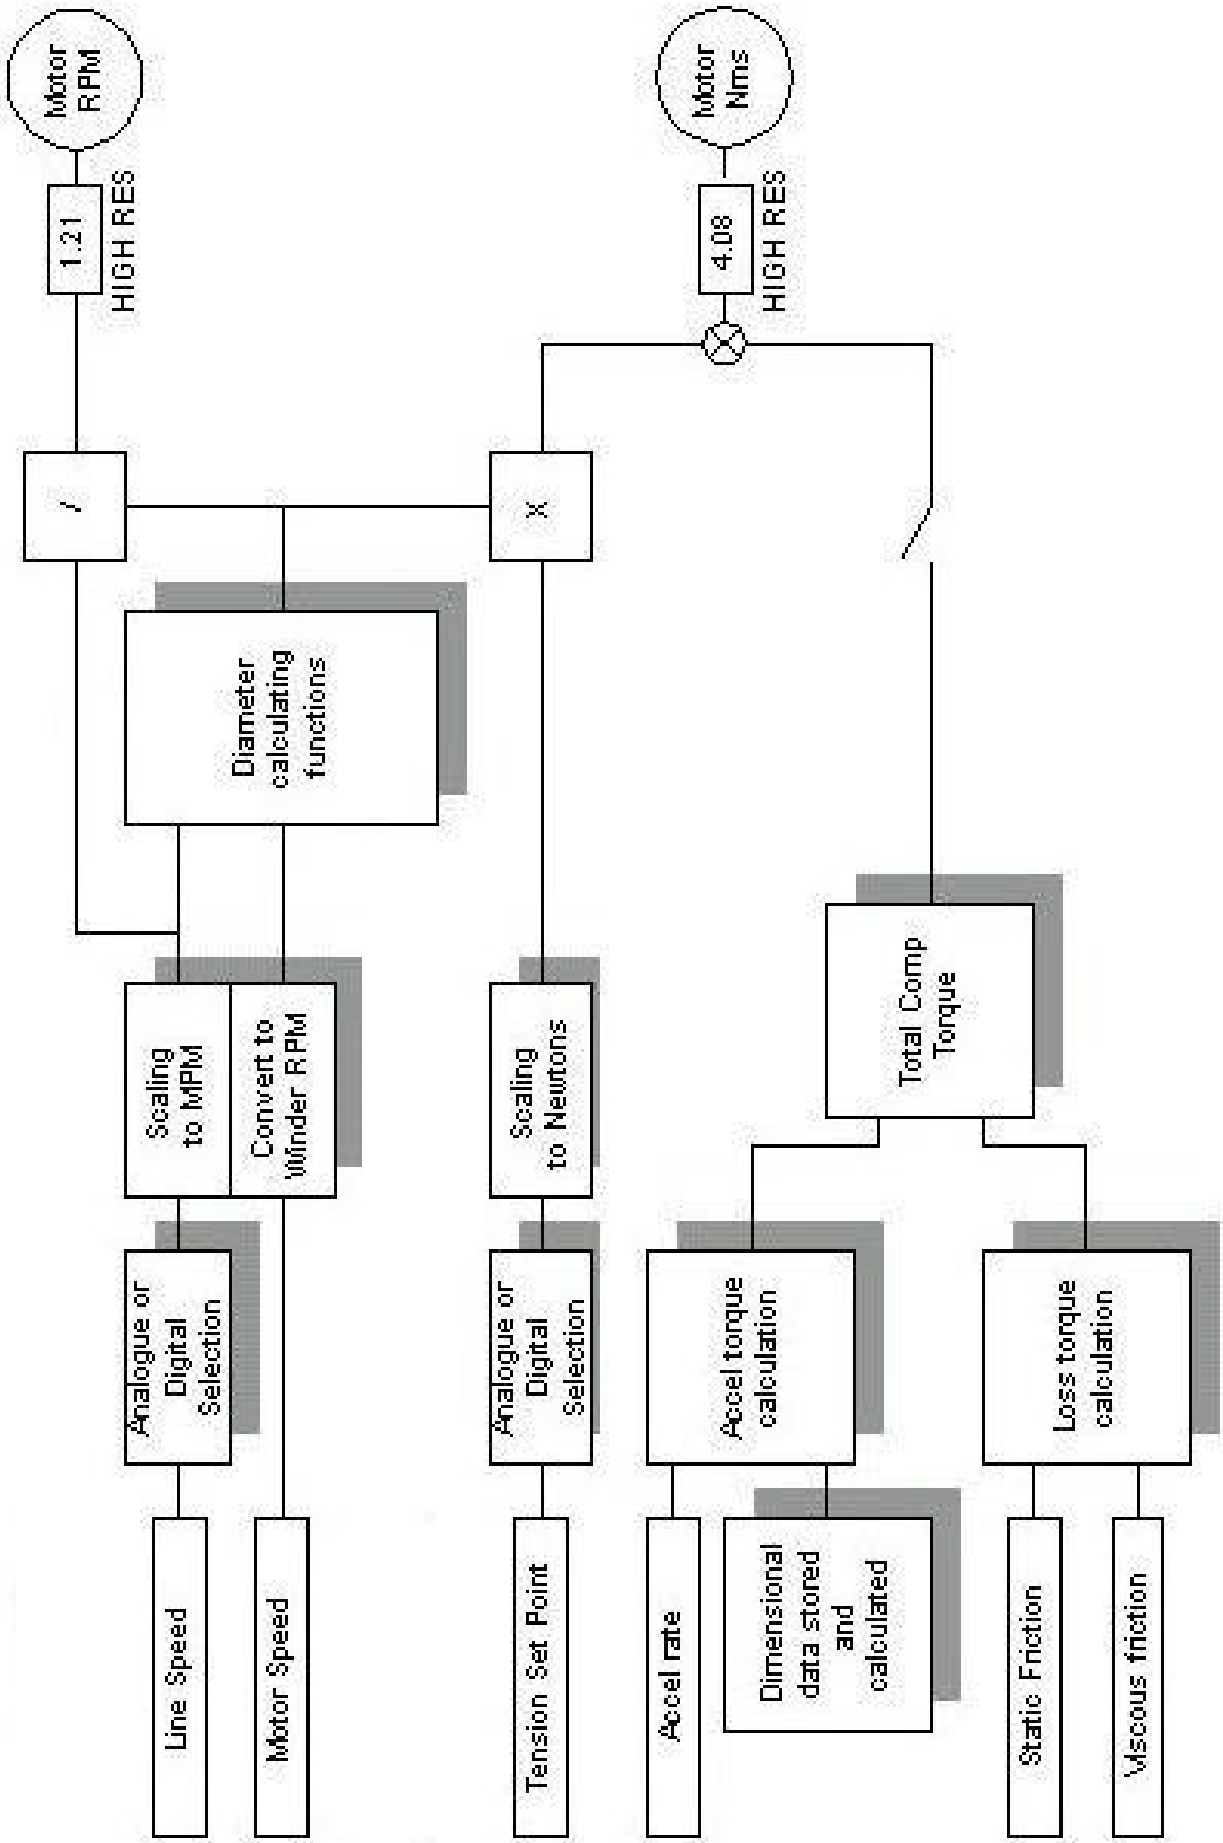 Line Speed
Motor Speed
Analogue or
Digital
Selection
Scaling
to MPM
Convert to
Winder RPM
Diameter
calculating
functions
/
1.21
HIGH RES
Motor
RPM
Tension Set Point
Analogue or
Digital
Selection
Scaling
to Newtons
X
4.08
HIGH RES
Motor
Nms
Accel rate
Dimensional
data stored
and
calculated
Accel torque
calculation
Static Friction
Viscous friction
Loss torque
calculation
Total Comp
Torque